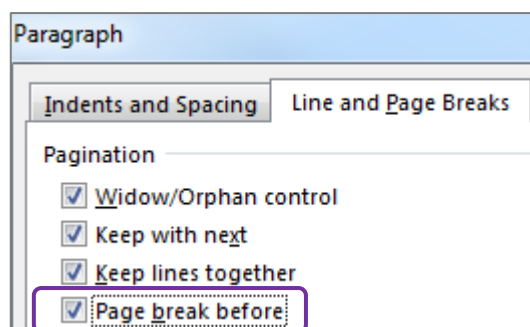 Paragraph
Indents and Spacing Line and Page Breaks
Pagination
Widow/Orphan control
Keep with next
Keep lines together
Page break before